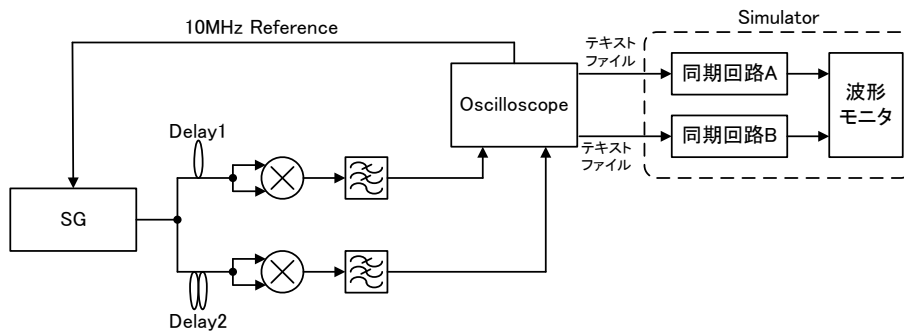 Simulator
10MHz Reference
テキスト
ファイル
同期回路A
Oscilloscope
波形
モニタ
同期回路B
テキスト
ファイル
Delay1
SG
Delay2